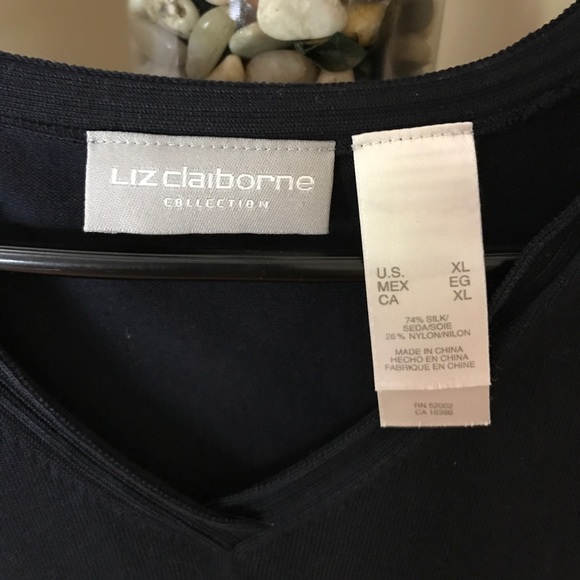 Liz claiborne
COLLECTION
U.S. XL
MEX EG
CA XL
74% SILK/
SEDA/SOIE
26% NYLON/NILON
MADE IN CHINA
HECHO EN CHINA
FABRIQUE EN CHINE
RN 52002
CA 16398